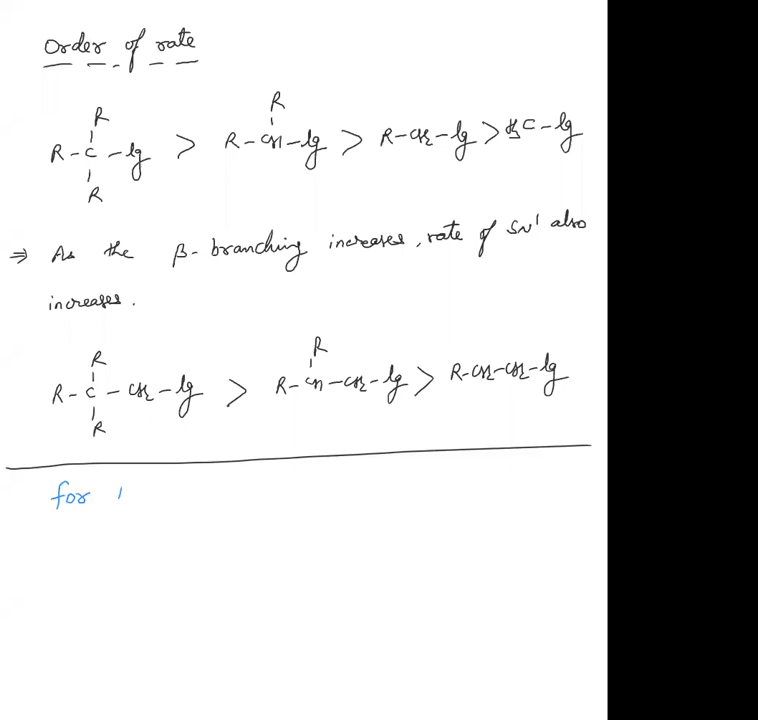 Order of rate
R
R-C-lg > R-CH-lg > R-CH2-lg > H3C-lg
R
R
⇒ As the β-branching increases, rate of SN1 also
increases.
R
R
R-C-CH2-lg > R-CH-CH2-lg > R-CH2-CH2-lg
R
for 1